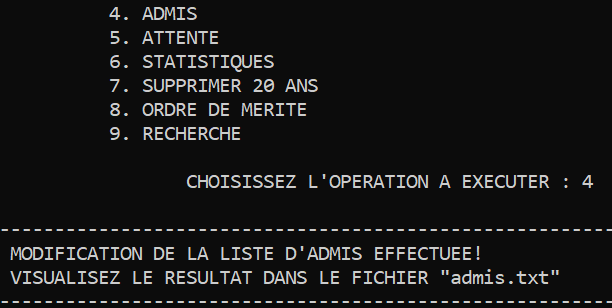 4. ADMIS
5. ATTENTE
6. STATISTIQUES
7. SUPPRIMER 20 ANS
8. ORDRE DE MERITE
9. RECHERCHE
CHOISISSEZ L'OPERATION A EXECUTER : 4
--------------------------------------------------------
MODIFICATION DE LA LISTE D'ADMIS EFFECTUEE!
VISUALISEZ LE RESULTAT DANS LE FICHIER "admis.txt"
--------------------------------------------------------